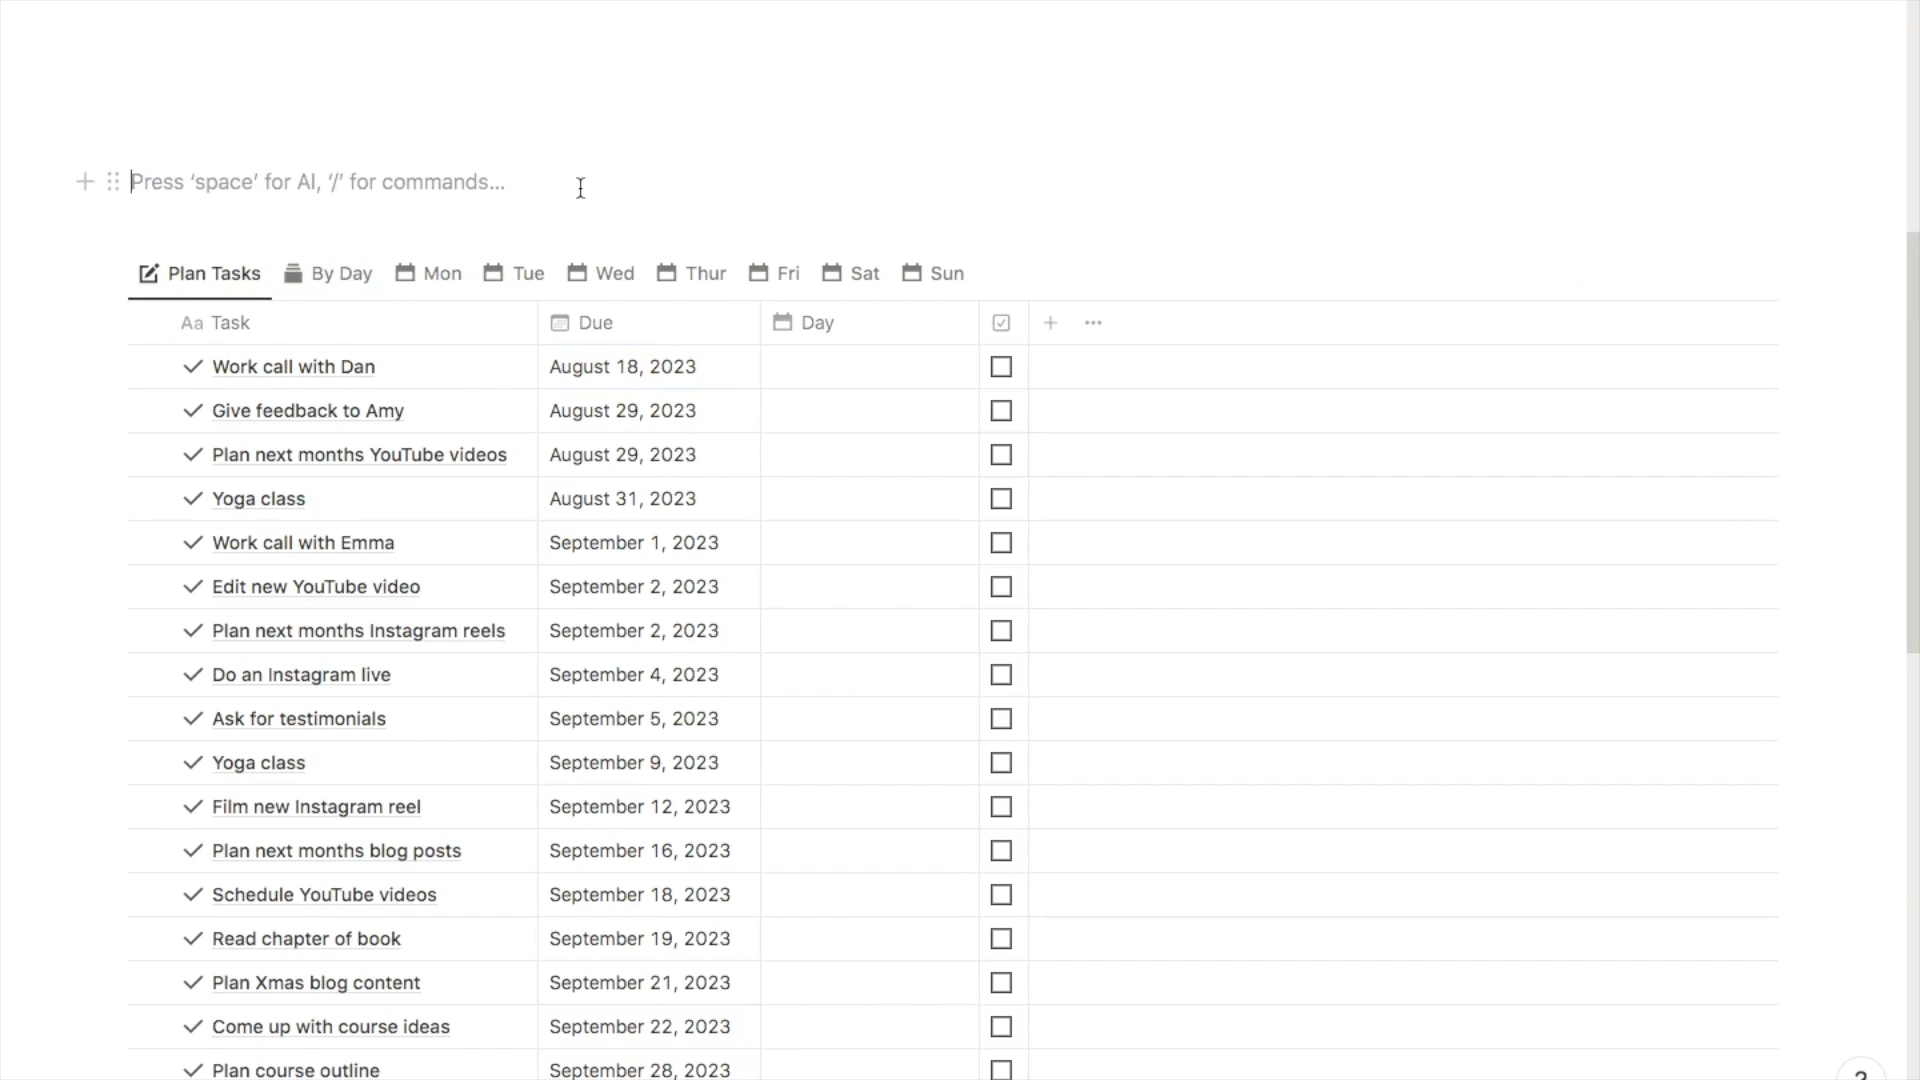 Press ‘space’ for AI, ‘/’ for commands…
Plan Tasks By Day Mon Tue Wed Thur Fri Sat Sun
Aa Task Due Day
Work call with Dan August 18, 2023
Give feedback to Amy August 29, 2023
Plan next months YouTube videos August 29, 2023
Yoga class August 31, 2023
Work call with Emma September 1, 2023
Edit new YouTube video September 2, 2023
Plan next months Instagram reels September 2, 2023
Do an Instagram live September 4, 2023
Ask for testimonials September 5, 2023
Yoga class September 9, 2023
Film new Instagram reel September 12, 2023
Plan next months blog posts September 16, 2023
Schedule YouTube videos September 18, 2023
Read chapter of book September 19, 2023
Plan Xmas blog content September 21, 2023
Come up with course ideas September 22, 2023
Plan course outline September 28, 2023
?